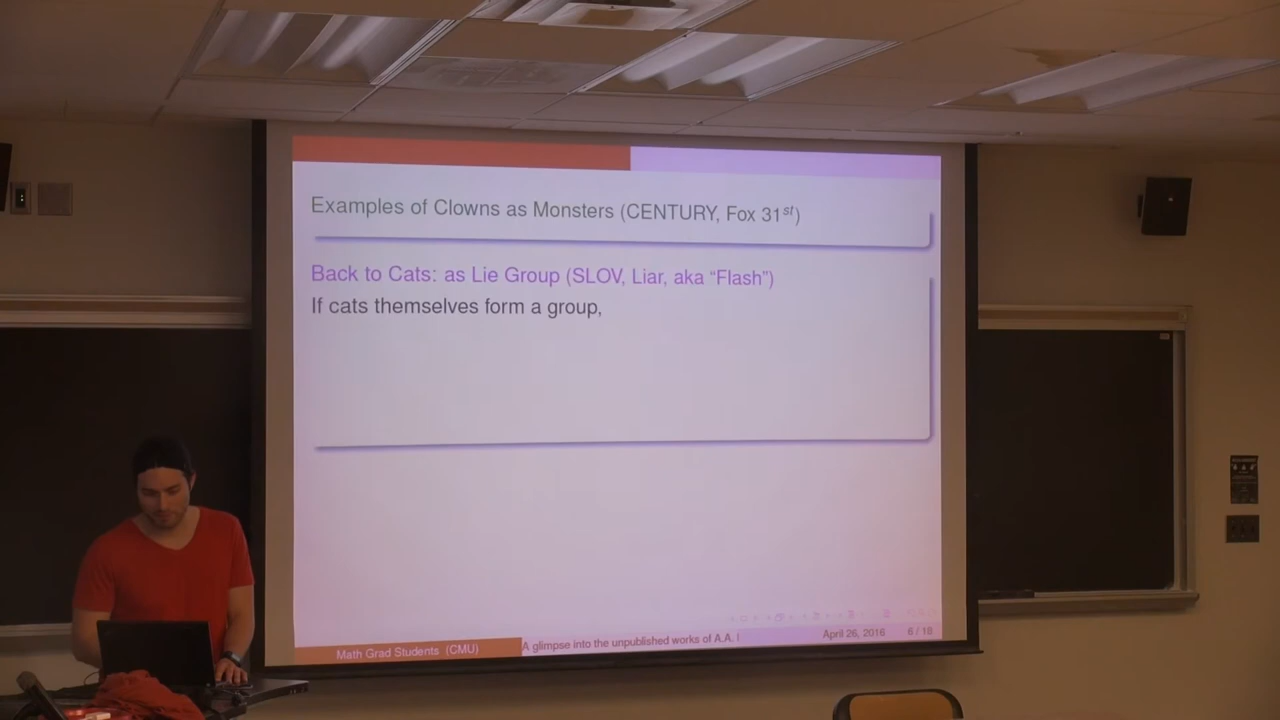 Examples of Clowns as Monsters (CENTURY, Fox 31st)
Back to Cats: as Lie Group (SLOV, Liar, aka “Flash”)
If cats themselves form a group,
Math Grad Students (CMU)
A glimpse into the unpublished works of A.A. I
April 26, 2016
6 / 18